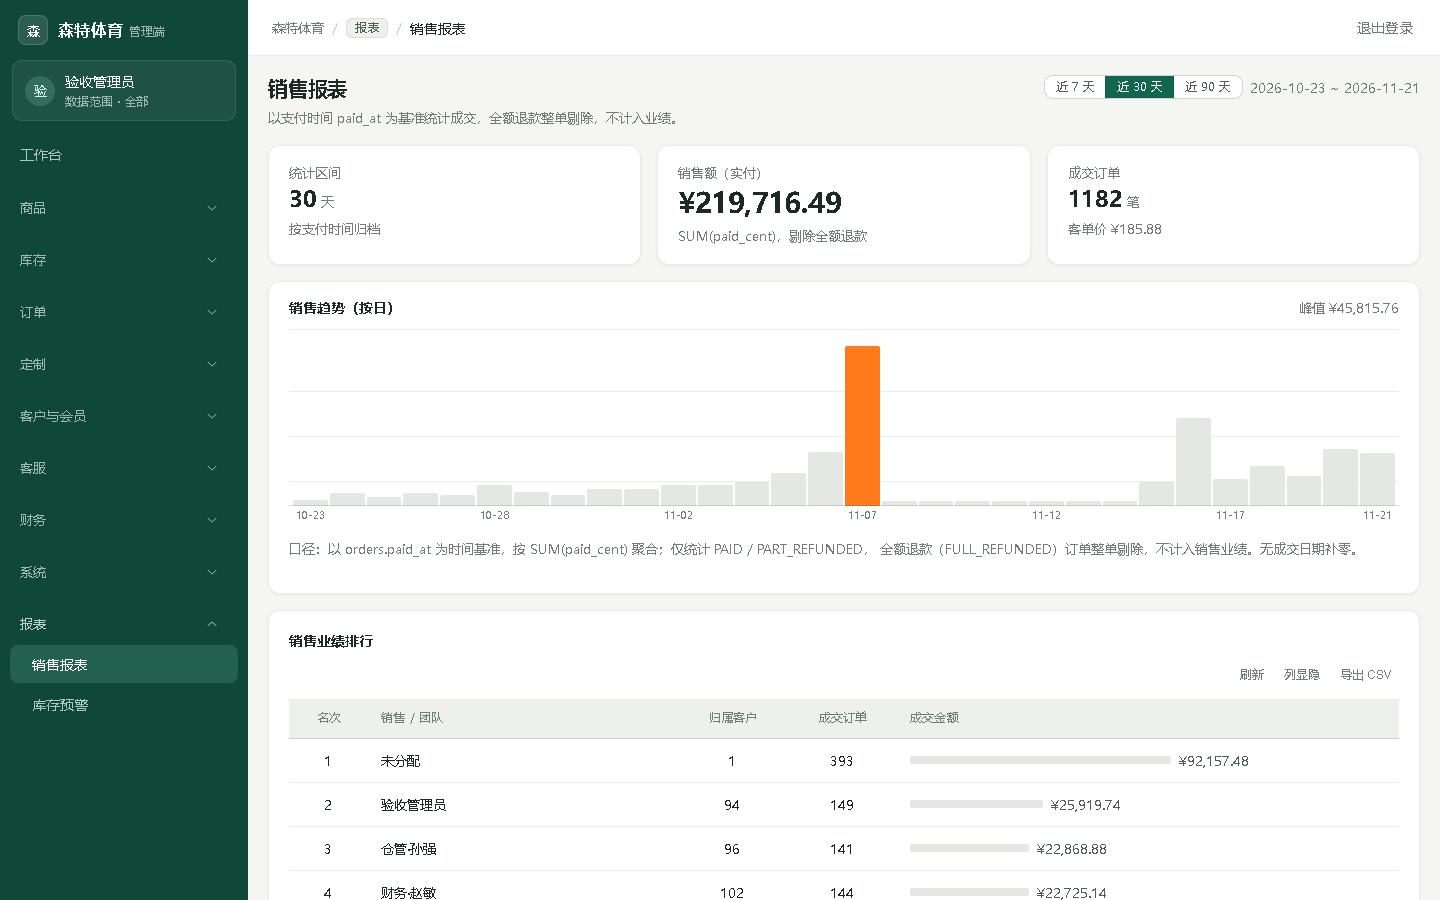 森 森特体育 管理端
验 验收管理员
数据范围 · 全部
工作台
商品
库存
订单
定制
客户与会员
客服
财务
系统
报表
销售报表
库存预警
森特体育 / 报表 / 销售报表
退出登录
销售报表
以支付时间 paid_at 为基准统计成交，全额退款整单剔除，不计入业绩。
近 7 天 近 30 天 近 90 天 2026-10-23 ~ 2026-11-21
统计区间
30 天
按支付时间归档
销售额（实付）
¥219,716.49
SUM(paid_cent)，剔除全额退款
成交订单
1182 笔
客单价 ¥185.88
销售趋势（按日） 峰值 ¥45,815.76
10-23 10-28 11-02 11-07 11-12 11-17 11-21
口径：以 orders.paid_at 为时间基准，按 SUM(paid_cent) 聚合；仅统计 PAID / PART_REFUNDED， 全额退款（FULL_REFUNDED）订单整单剔除，不计入销售业绩。无成交日期补零。
销售业绩排行
刷新 列显隐 导出 CSV
名次 销售 / 团队 归属客户 成交订单 成交金额
1 未分配 1 393 ¥92,157.48
2 验收管理员 94 149 ¥25,919.74
3 仓管·孙强 96 141 ¥22,868.88
4 财务·赵敏 102 144 ¥22,725.14